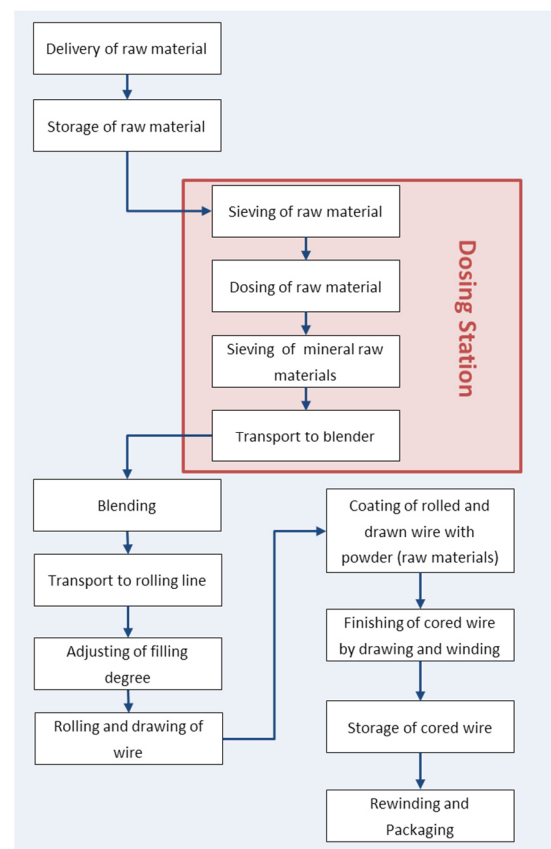 Delivery of raw material
Storage of raw material
Sieving of raw material
Dosing of raw material
Sieving of mineral raw
materials
Transport to blender
Dosing Station
Blending
Transport to rolling line
Adjusting of filling
degree
Rolling and drawing of
wire
Coating of rolled and
drawn wire with
powder (raw materials)
Finishing of cored wire
by drawing and winding
Storage of cored wire
Rewinding and
Packaging